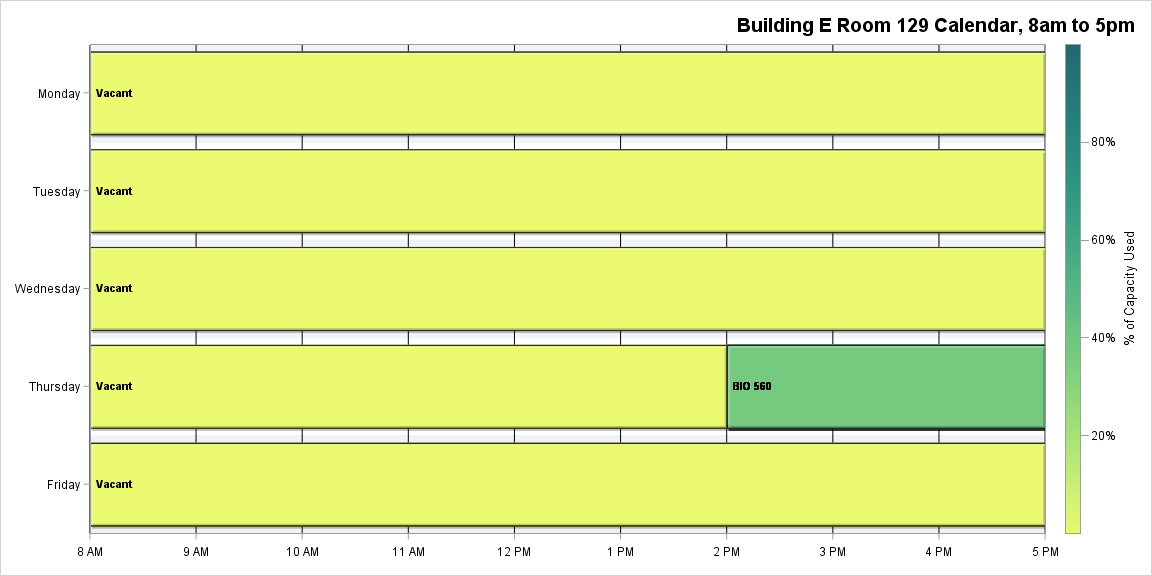 Building E Room 129 Calendar, 8am to 5pm
Monday
Vacant
Tuesday
Vacant
Wednesday
Vacant
Thursday
Vacant
BIO 560
Friday
Vacant
8 AM
9 AM
10 AM
11 AM
12 PM
1 PM
2 PM
3 PM
4 PM
5 PM
80%
60%
40%
20%
% of Capacity Used